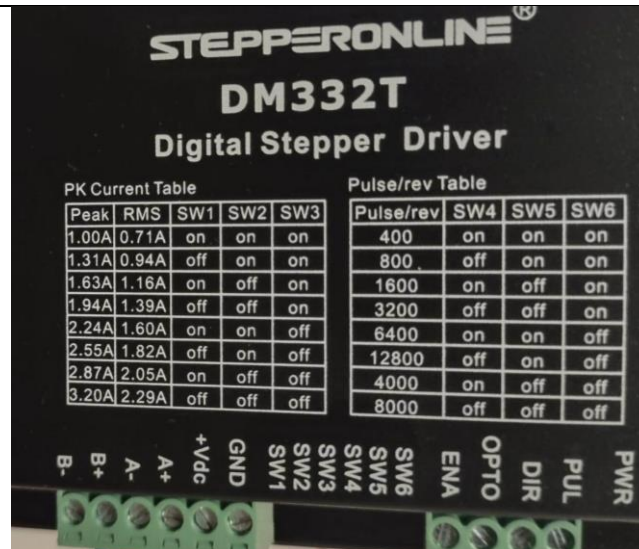 STEPPERONLINE®
DM332T
Digital Stepper Driver
PK Current Table
Peak RMS SW1 SW2 SW3
1.00A 0.71A on on on
1.31A 0.94A off on on
1.63A 1.16A on off on
1.94A 1.39A off off on
2.24A 1.60A on on off
2.55A 1.82A off on off
2.87A 2.05A on off off
3.20A 2.29A off off off
Pulse/rev Table
Pulse/rev SW4 SW5 SW6
400 on on on
800 off on on
1600 on off on
3200 off off on
6400 on on off
12800 off on off
4000 on off off
8000 off off off
B- B+ A- A+ +Vdc GND SW1 SW2 SW3 SW4 SW5 SW6 ENA OPTO DIR PUL PWR